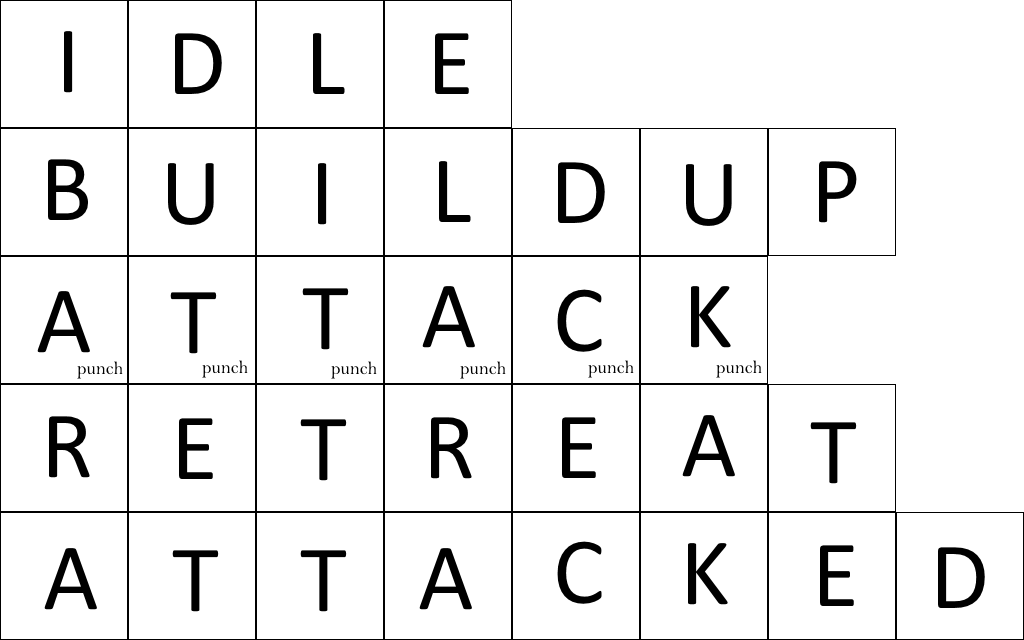 I D L E
B U I L D U P
A T T A C K
punch punch punch punch punch punch
R E T R E A T
A T T A C K E D